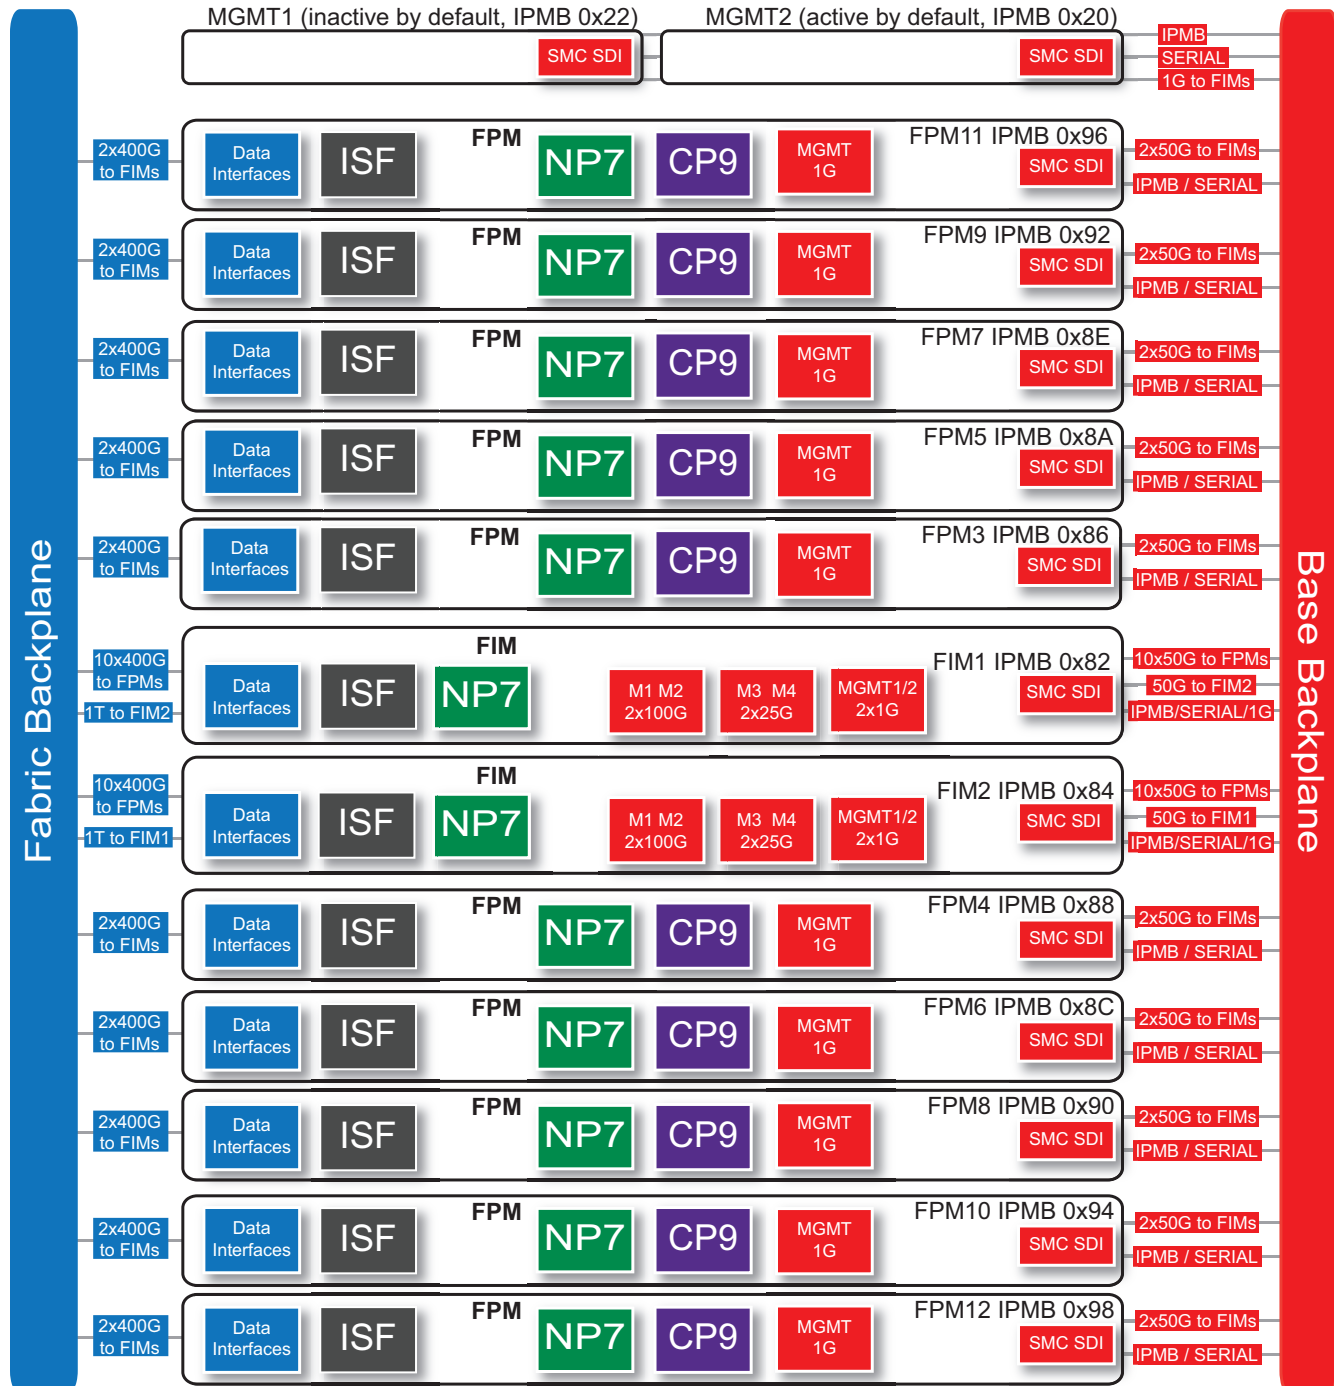 MGMT1 (inactive by default, IPMB 0x22)
MGMT2 (active by default, IPMB 0x20)
SMC SDI
SMC SDI
IPMB
SERIAL
1G to FIMs
Fabric Backplane
Base Backplane
2x400G
to FIMs
Data
Interfaces
ISF
FPM
NP7
CP9
MGMT
1G
FPM11 IPMB 0x96
SMC SDI
2x50G to FIMs
IPMB / SERIAL
2x400G
to FIMs
Data
Interfaces
ISF
FPM
NP7
CP9
MGMT
1G
FPM9 IPMB 0x92
SMC SDI
2x50G to FIMs
IPMB / SERIAL
2x400G
to FIMs
Data
Interfaces
ISF
FPM
NP7
CP9
MGMT
1G
FPM7 IPMB 0x8E
SMC SDI
2x50G to FIMs
IPMB / SERIAL
2x400G
to FIMs
Data
Interfaces
ISF
FPM
NP7
CP9
MGMT
1G
FPM5 IPMB 0x8A
SMC SDI
2x50G to FIMs
IPMB / SERIAL
2x400G
to FIMs
Data
Interfaces
ISF
FPM
NP7
CP9
MGMT
1G
FPM3 IPMB 0x86
SMC SDI
2x50G to FIMs
IPMB / SERIAL
10x400G
to FPMs
1T to FIM2
Data
Interfaces
ISF
FIM
NP7
M1 M2
2x100G
M3 M4
2x25G
MGMT1/2
2x1G
FIM1 IPMB 0x82
SMC SDI
10x50G to FPMs
50G to FIM2
IPMB/SERIAL/1G
10x400G
to FPMs
1T to FIM1
Data
Interfaces
ISF
FIM
NP7
M1 M2
2x100G
M3 M4
2x25G
MGMT1/2
2x1G
FIM2 IPMB 0x84
SMC SDI
10x50G to FPMs
50G to FIM1
IPMB/SERIAL/1G
2x400G
to FIMs
Data
Interfaces
ISF
FPM
NP7
CP9
MGMT
1G
FPM4 IPMB 0x88
SMC SDI
2x50G to FIMs
IPMB / SERIAL
2x400G
to FIMs
Data
Interfaces
ISF
FPM
NP7
CP9
MGMT
1G
FPM6 IPMB 0x8C
SMC SDI
2x50G to FIMs
IPMB / SERIAL
2x400G
to FIMs
Data
Interfaces
ISF
FPM
NP7
CP9
MGMT
1G
FPM8 IPMB 0x90
SMC SDI
2x50G to FIMs
IPMB / SERIAL
2x400G
to FIMs
Data
Interfaces
ISF
FPM
NP7
CP9
MGMT
1G
FPM10 IPMB 0x94
SMC SDI
2x50G to FIMs
IPMB / SERIAL
2x400G
to FIMs
Data
Interfaces
ISF
FPM
NP7
CP9
MGMT
1G
FPM12 IPMB 0x98
SMC SDI
2x50G to FIMs
IPMB / SERIAL